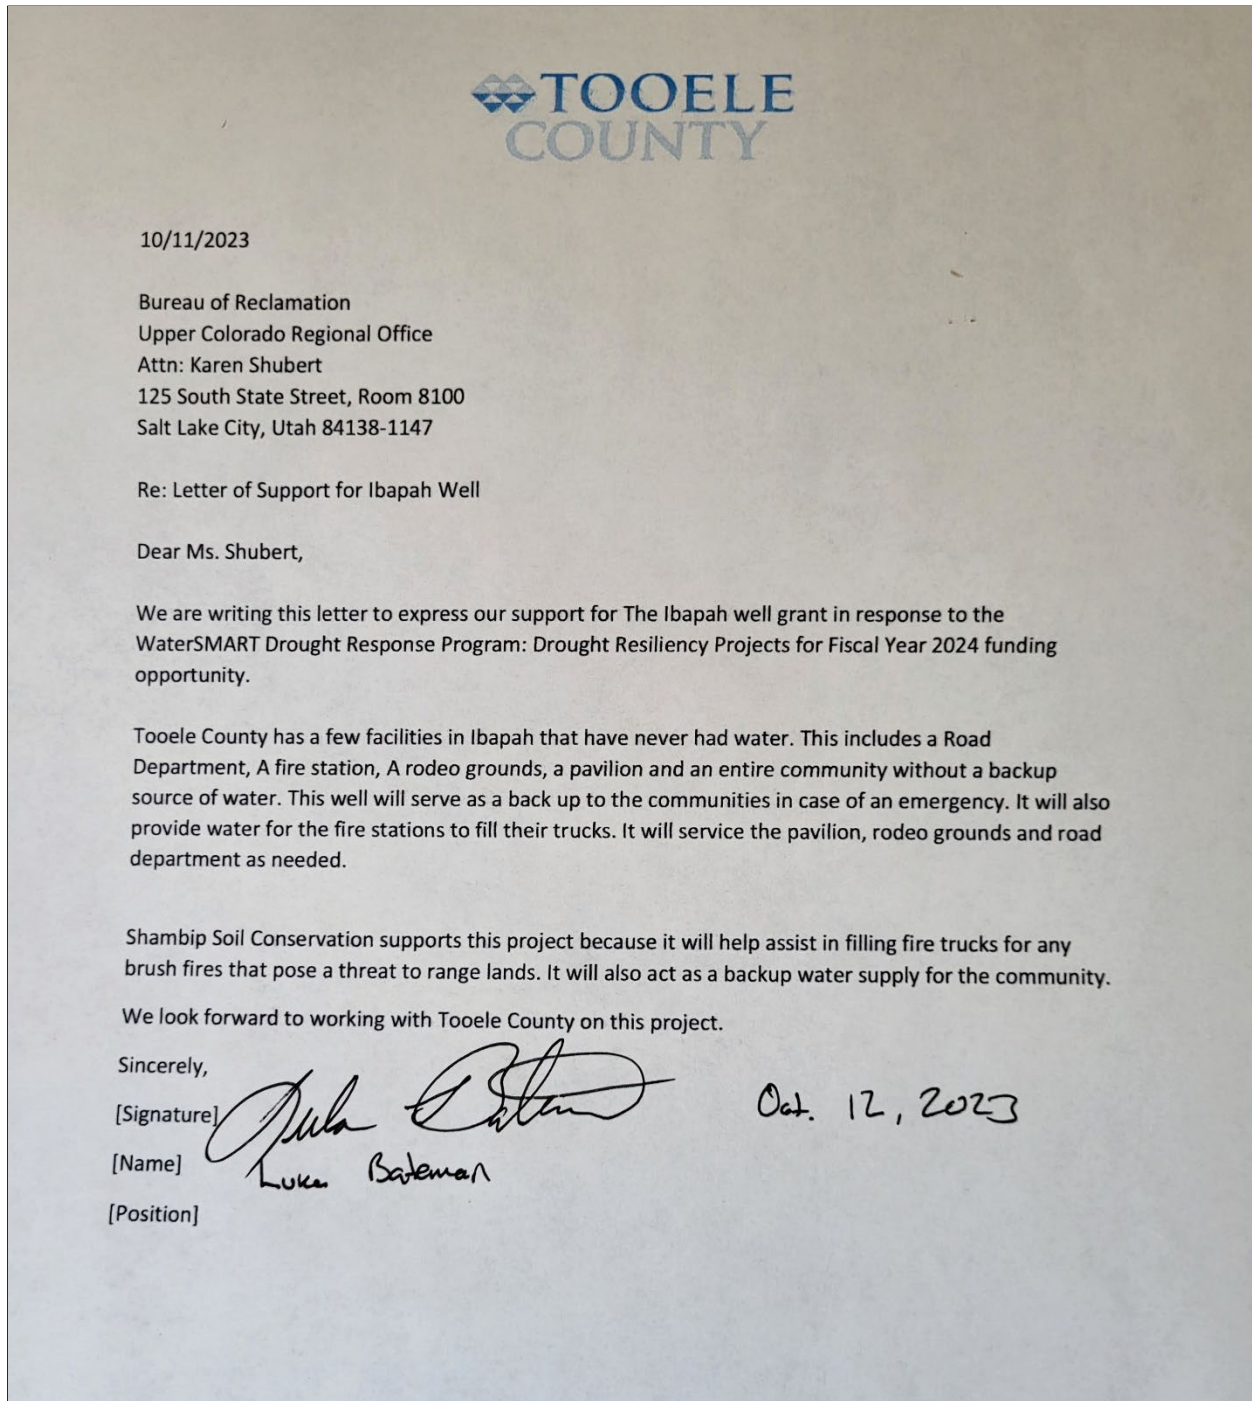 TOOELE
COUNTY
10/11/2023
Bureau of Reclamation
Upper Colorado Regional Office
Attn: Karen Shubert
125 South State Street, Room 8100
Salt Lake City, Utah 84138-1147
Re: Letter of Support for Ibapah Well
Dear Ms. Shubert,
We are writing this letter to express our support for The Ibapah well grant in response to the
WaterSMART Drought Response Program: Drought Resiliency Projects for Fiscal Year 2024 funding
opportunity.
Tooele County has a few facilities in Ibapah that have never had water. This includes a Road
Department, A fire station, A rodeo grounds, a pavilion and an entire community without a backup
source of water. This well will serve as a back up to the communities in case of an emergency. It will also
provide water for the fire stations to fill their trucks. It will service the pavilion, rodeo grounds and road
department as needed.
Shambip Soil Conservation supports this project because it will help assist in filling fire trucks for any
brush fires that pose a threat to range lands. It will also act as a backup water supply for the community.
We look forward to working with Tooele County on this project.
Sincerely,
[Signature] Luke Bateman Oct. 12, 2023
[Name] Luke Bateman
[Position]